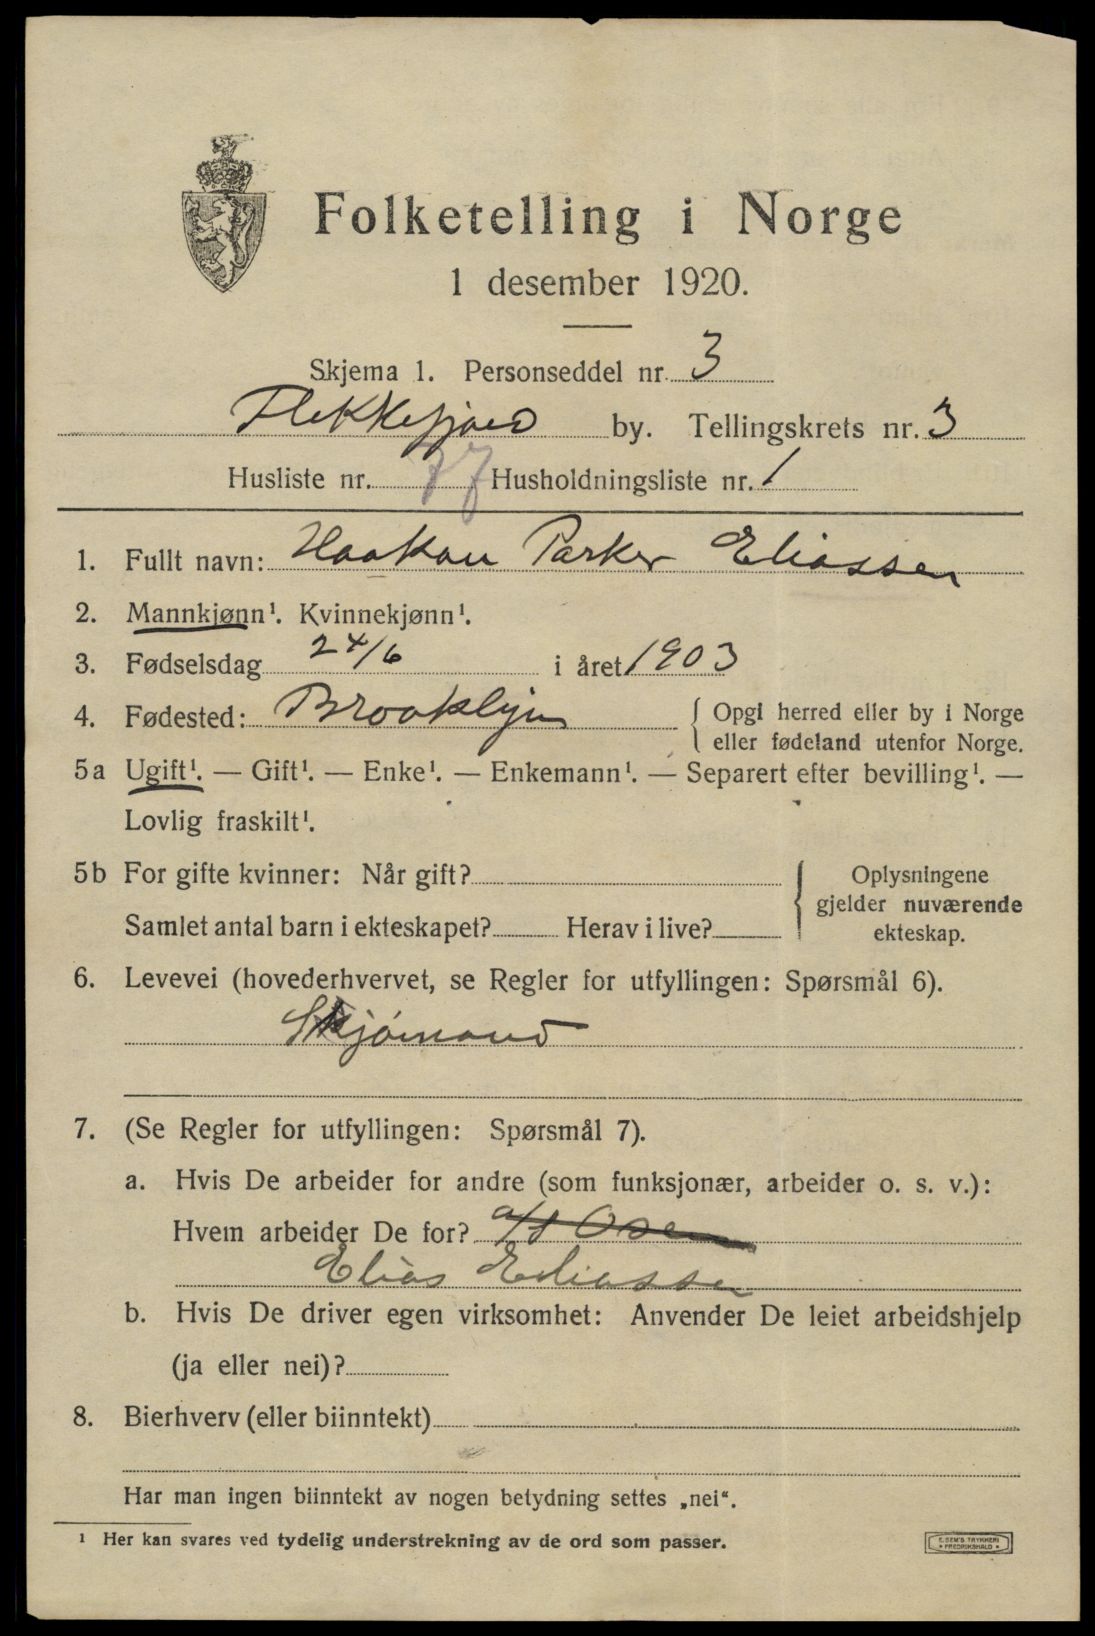 Folketelling i Norge
1 desember 1920.
Skjema 1. Personseddel nr. 3
Flekkefjord by. Tellingskrets nr. 3
Husliste nr. 77 Husholdningsliste nr. 1
1. Fullt navn: Haakon Parker Eliassen
2. Mannkjønn¹. Kvinnekjønn¹.
3. Fødselsdag 24/6 i året 1903
4. Fødested: Brooklyn { Opgi herred eller by i Norge
eller fødeland utenfor Norge.
5a Ugift¹. — Gift¹. — Enke¹. — Enkemann¹. — Separert efter bevilling¹. —
Lovlig fraskilt¹.
5b For gifte kvinner: Når gift? { Oplysningene
gjelder nuværende
Samlet antal barn i ekteskapet? Herav i live?
ekteskap.
6. Levevei (hovederhvervet, se Regler for utfyllingen: Spørsmål 6).
Skjømand
7. (Se Regler for utfyllingen: Spørsmål 7).
a. Hvis De arbeider for andre (som funksjonær, arbeider o. s. v.):
Hvem arbeider De for?
Elias Eliassen
b. Hvis De driver egen virksomhet: Anvender De leiet arbeidshjelp
(ja eller nei)?
8. Bierhverv (eller biinntekt)
Har man ingen biinntekt av nogen betydning settes „nei“.
¹ Her kan svares ved tydelig understrekning av de ord som passer.
E. SEM'S TRYKKERI
FREDRIKSHALD